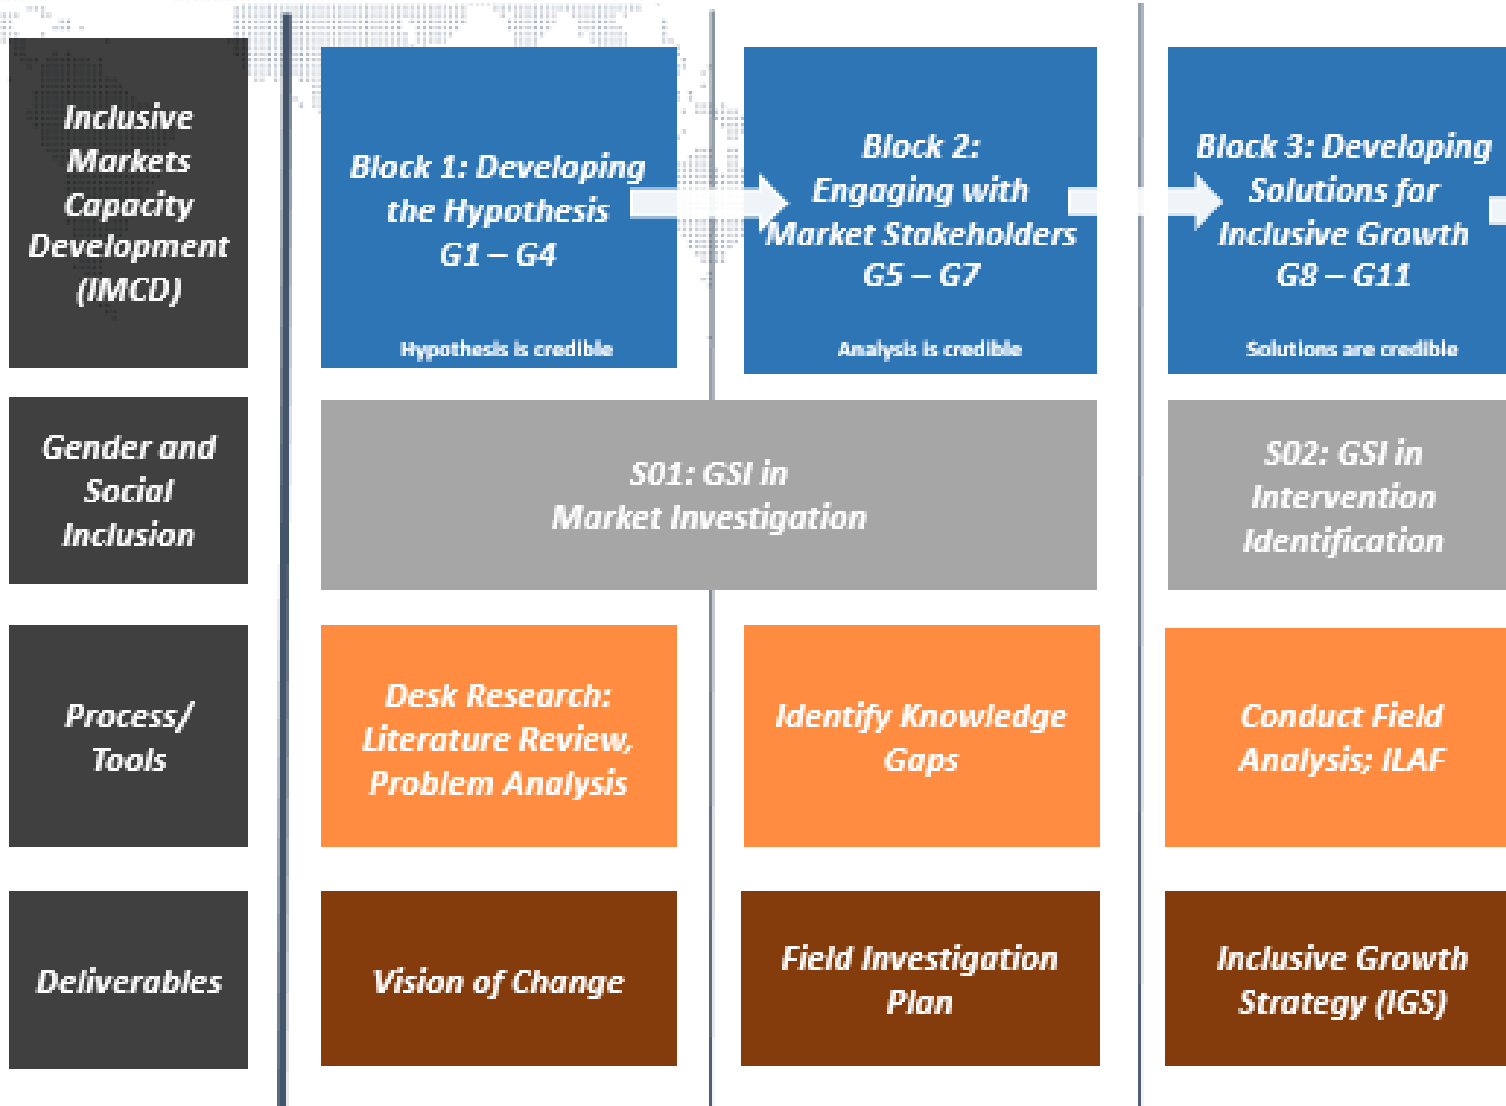 Inclusive
Markets
Capacity
Development
(IMCD)
Block 1: Developing
the Hypothesis
G1 – G4
Hypothesis is credible
Block 2:
Engaging with
Market Stakeholders
G5 – G7
Analysis is credible
Block 3: Developing
Solutions for
Inclusive Growth
G8 – G11
Solutions are credible
Gender and
Social
Inclusion
S01: GSI in
Market Investigation
S02: GSI in
Intervention
Identification
Process/
Tools
Desk Research:
Literature Review,
Problem Analysis
Identify Knowledge
Gaps
Conduct Field
Analysis; ILAF
Deliverables
Vision of Change
Field Investigation
Plan
Inclusive Growth
Strategy (IGS)